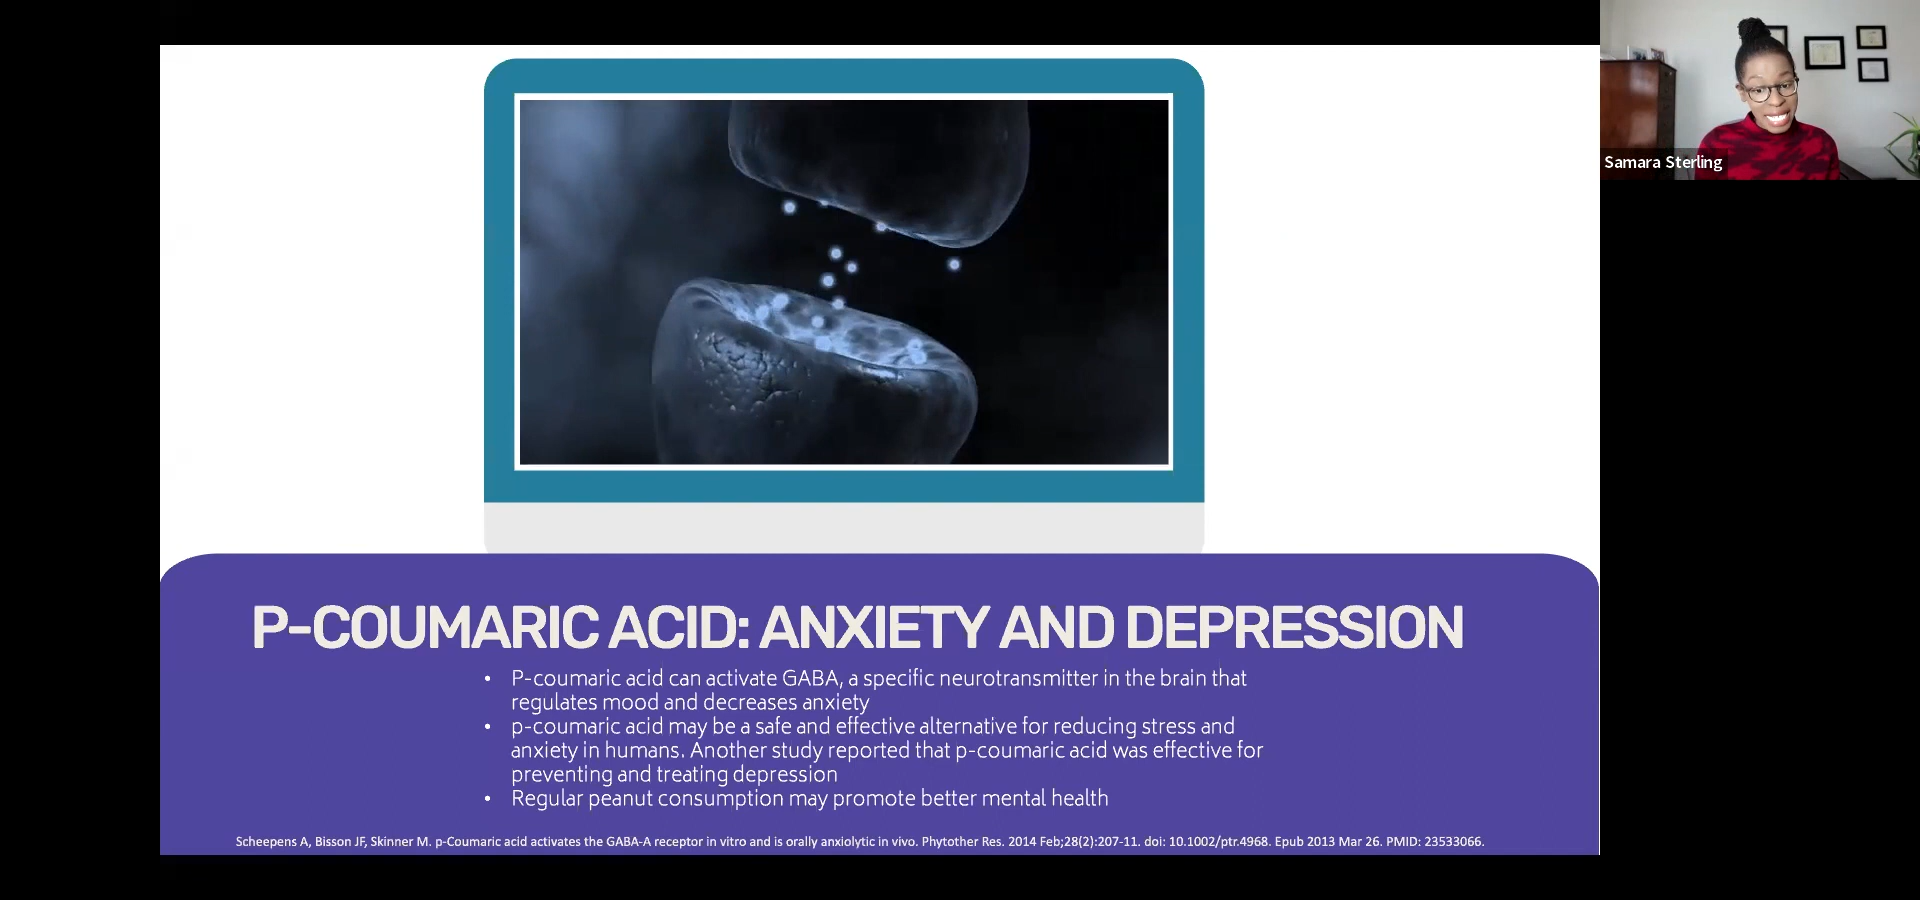 Samara Sterling
P-COUMARIC ACID: ANXIETY AND DEPRESSION
• P-coumaric acid can activate GABA, a specific neurotransmitter in the brain that
regulates mood and decreases anxiety
• p-coumaric acid may be a safe and effective alternative for reducing stress and
anxiety in humans. Another study reported that p-coumaric acid was effective for
preventing and treating depression
• Regular peanut consumption may promote better mental health
Scheepens A, Bisson JF, Skinner M. p-Coumaric acid activates the GABA-A receptor in vitro and is orally anxiolytic in vivo. Phytother Res. 2014 Feb;28(2):207-11. doi: 10.1002/ptr.4968. Epub 2013 Mar 26. PMID: 23533066.